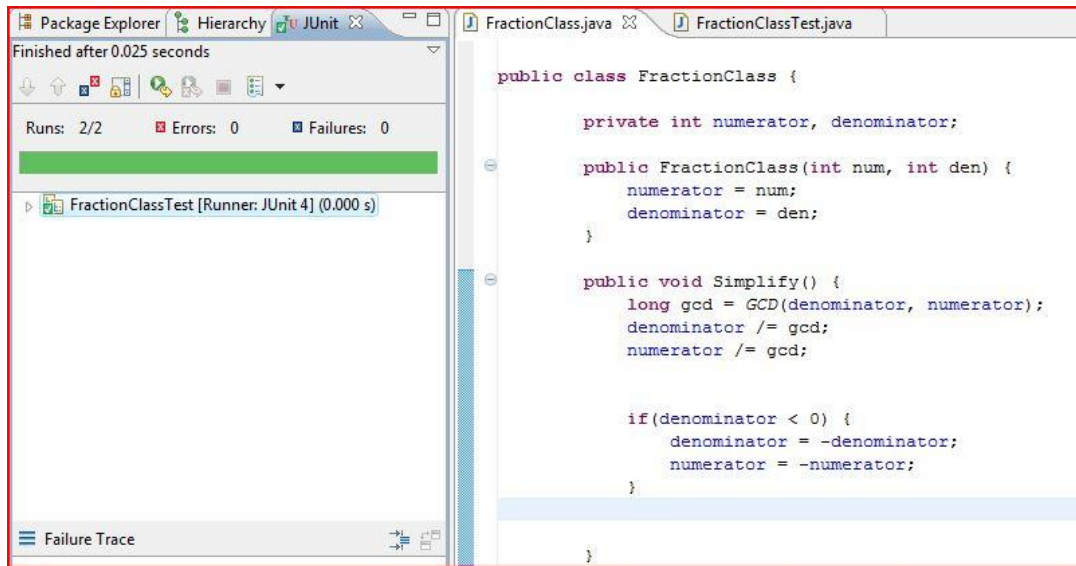 Package Explorer Hierarchy JUnit
Finished after 0.025 seconds
Runs: 2/2 Errors: 0 Failures: 0
FractionClassTest [Runner: JUnit 4] (0.000 s)
Failure Trace
FractionClass.java FractionClassTest.java
public class FractionClass {
private int numerator, denominator;
public FractionClass(int num, int den) {
numerator = num;
denominator = den;
}
public void Simplify() {
long gcd = GCD(denominator, numerator);
denominator /= gcd;
numerator /= gcd;
if(denominator < 0) {
denominator = -denominator;
numerator = -numerator;
}
}